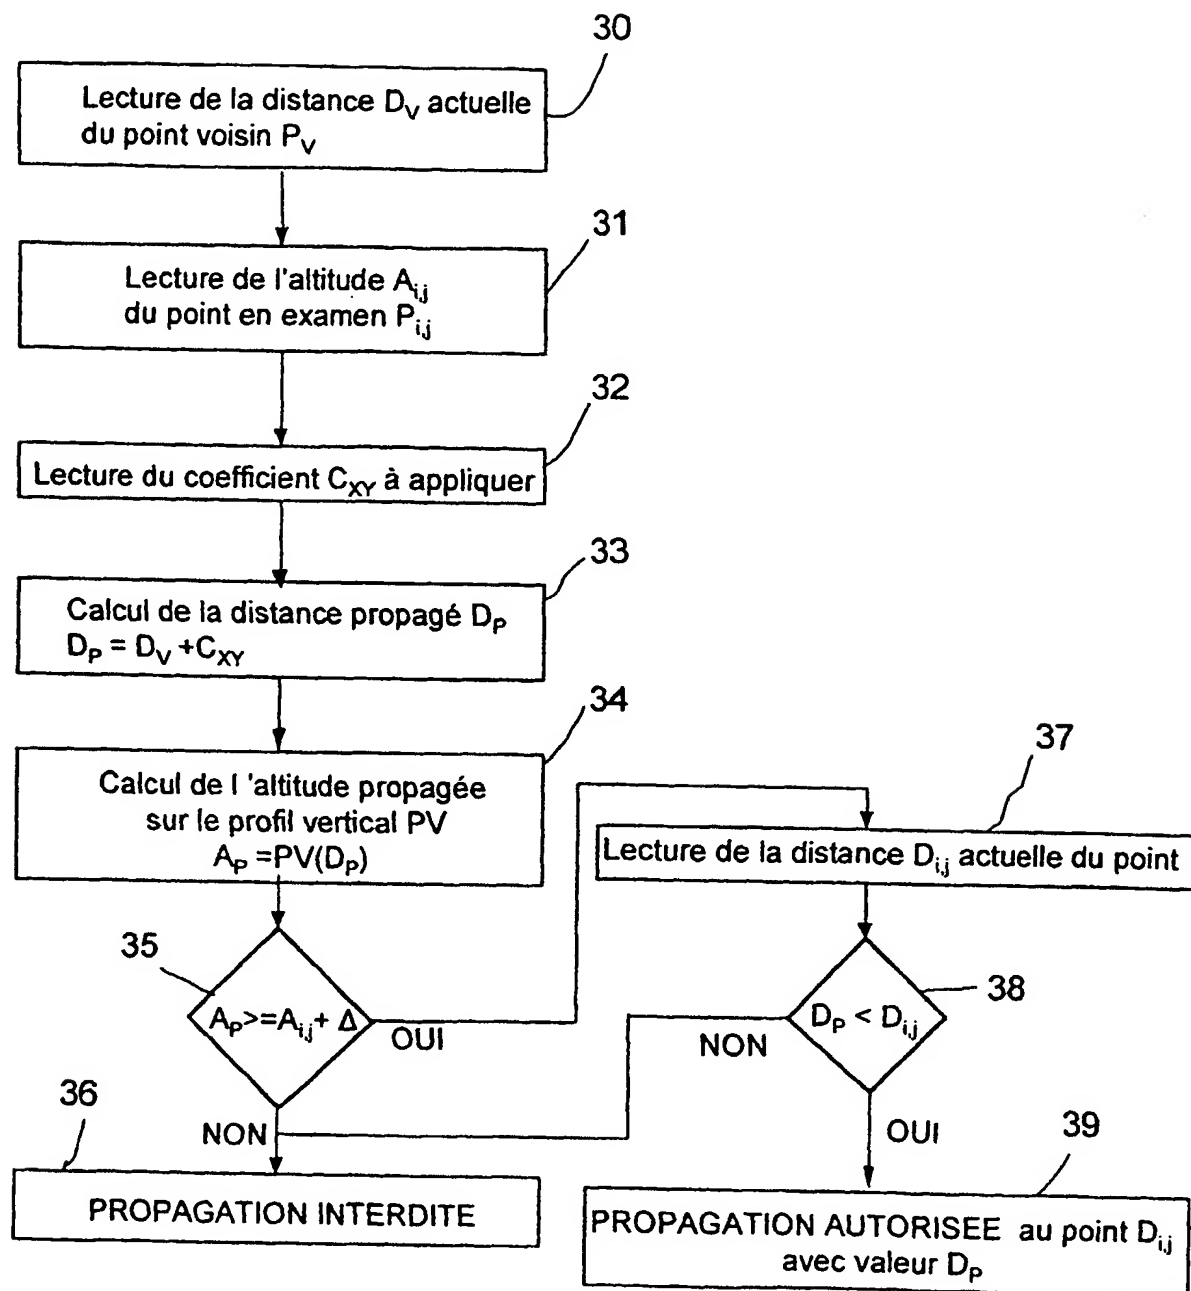 30
Lecture de la distance D_V actuelle
du point voisin P_V
31
Lecture de l'altitude A_i,j
du point en examen P_i,j
32
Lecture du coefficient C_XY à appliquer
33
Calcul de la distance propagé D_P
D_P = D_V +C_XY
34
Calcul de l 'altitude propagée
sur le profil vertical PV
A_P =PV(D_P)
37
Lecture de la distance D_i,j actuelle du point
35
A_P>=A_i,j+ Δ
OUI
38
D_P < D_i,j
NON
36
NON
OUI
39
PROPAGATION INTERDITE
PROPAGATION AUTORISEE au point D_i,j
avec valeur D_P